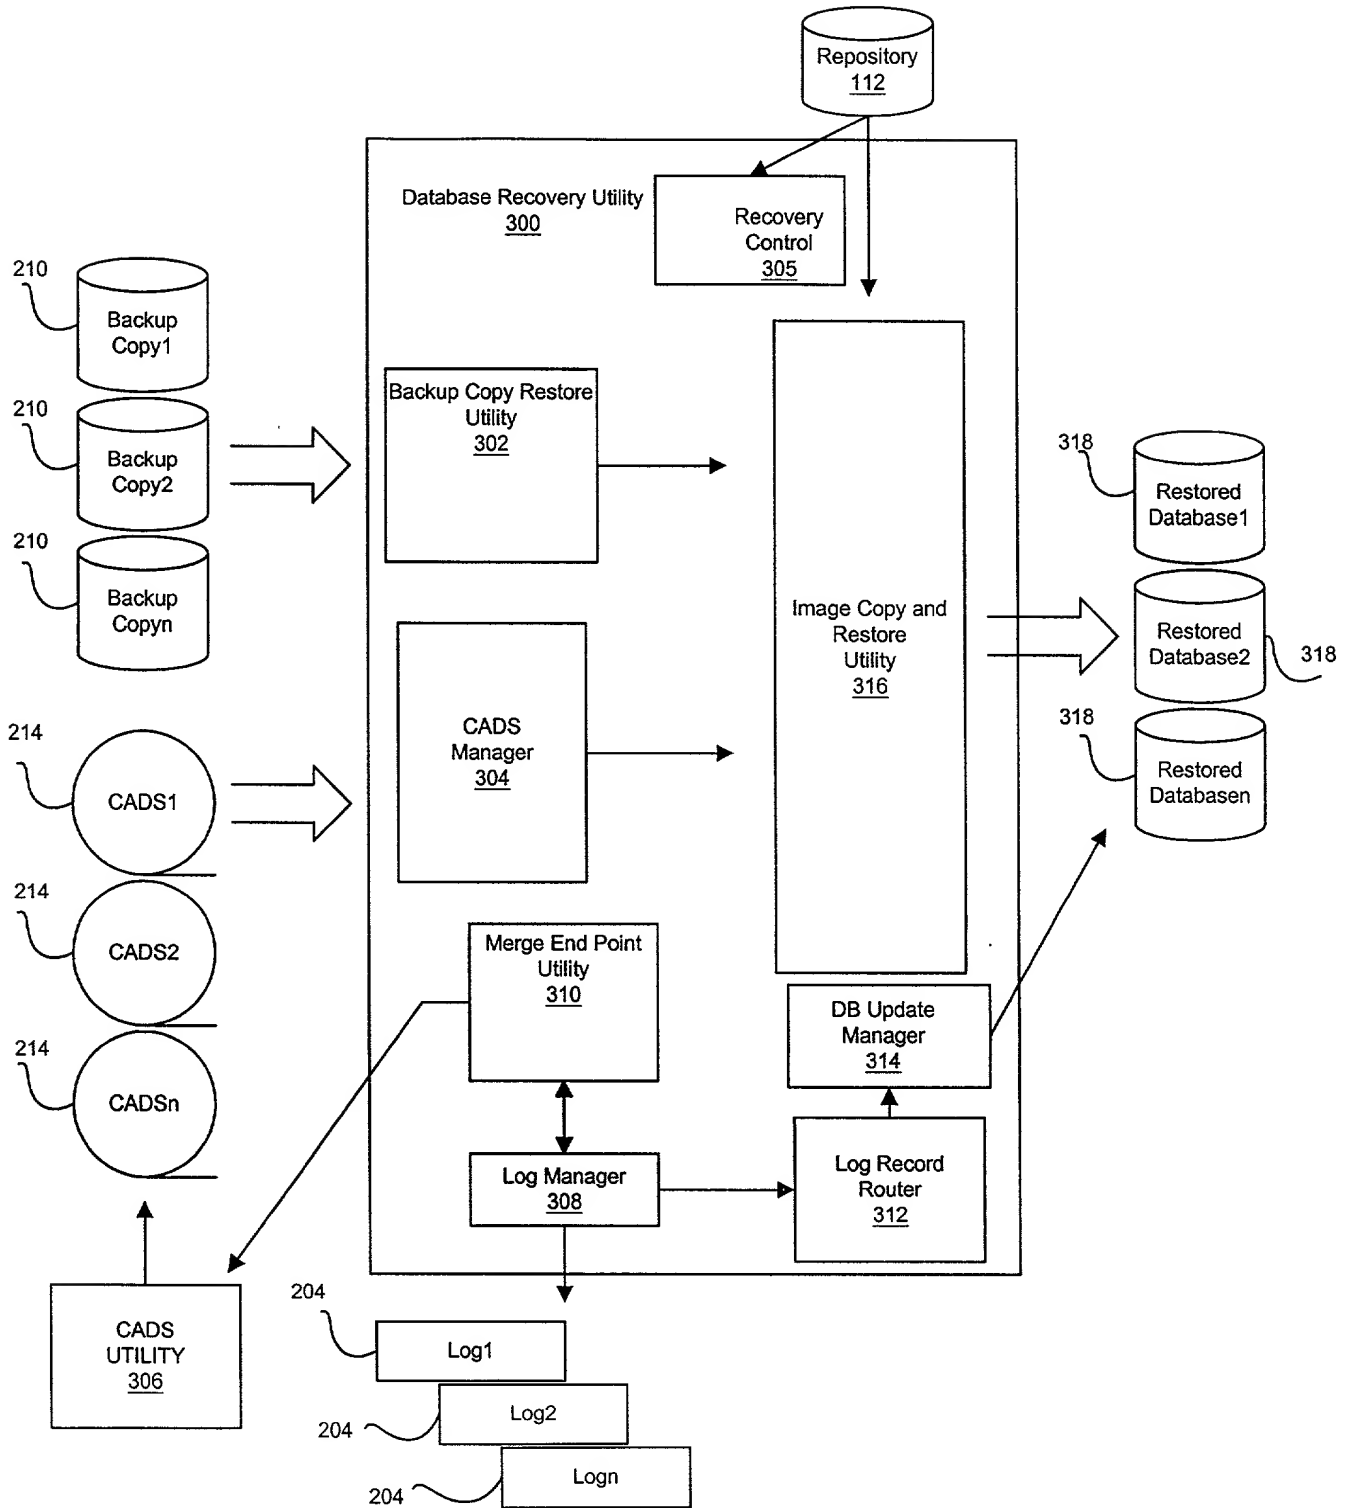 Repository
112
Database Recovery Utility
300
Recovery
Control
305
210
Backup
Copy1
210
Backup
Copy2
210
Backup
Copyn
Backup Copy Restore
Utility
302
Image Copy and
Restore
Utility
316
318
Restored
Database1
Restored
Database2
318
318
Restored
Databasen
214
CADS1
214
CADS2
214
CADSn
CADS
Manager
304
Merge End Point
Utility
310
DB Update
Manager
314
Log Manager
308
Log Record
Router
312
CADS
UTILITY
306
204
Log1
204
Log2
204
Logn